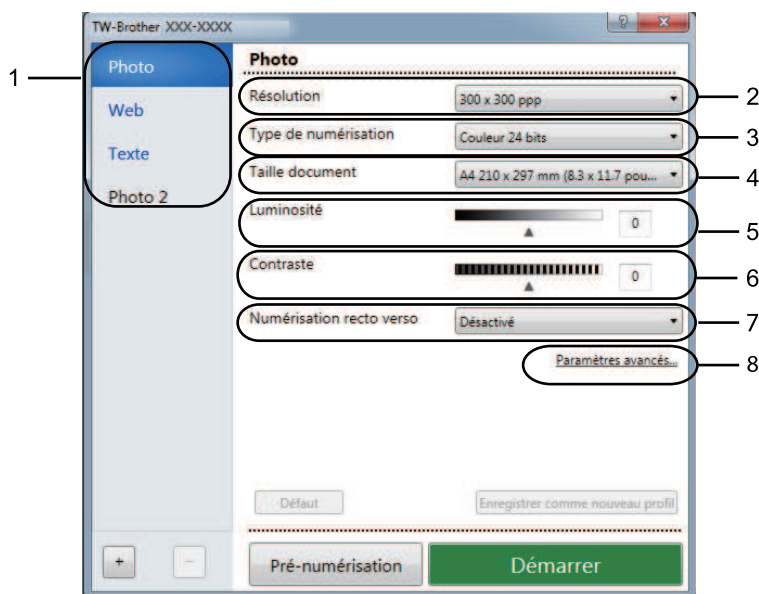 TW-Brother XXX-XXXX
?
x
1
Photo
Web
Texte
Photo 2
Photo
Résolution
300 x 300 ppp
2
Type de numérisation
Couleur 24 bits
3
Taille document
A4 210 x 297 mm (8.3 x 11.7 pou...
4
Luminosité
0
5
Contraste
0
6
Numérisation recto verso
Désactivé
7
Paramètres avancés...
8
Défaut
Enregistrer comme nouveau profil
+
-
Pré-numérisation
Démarrer